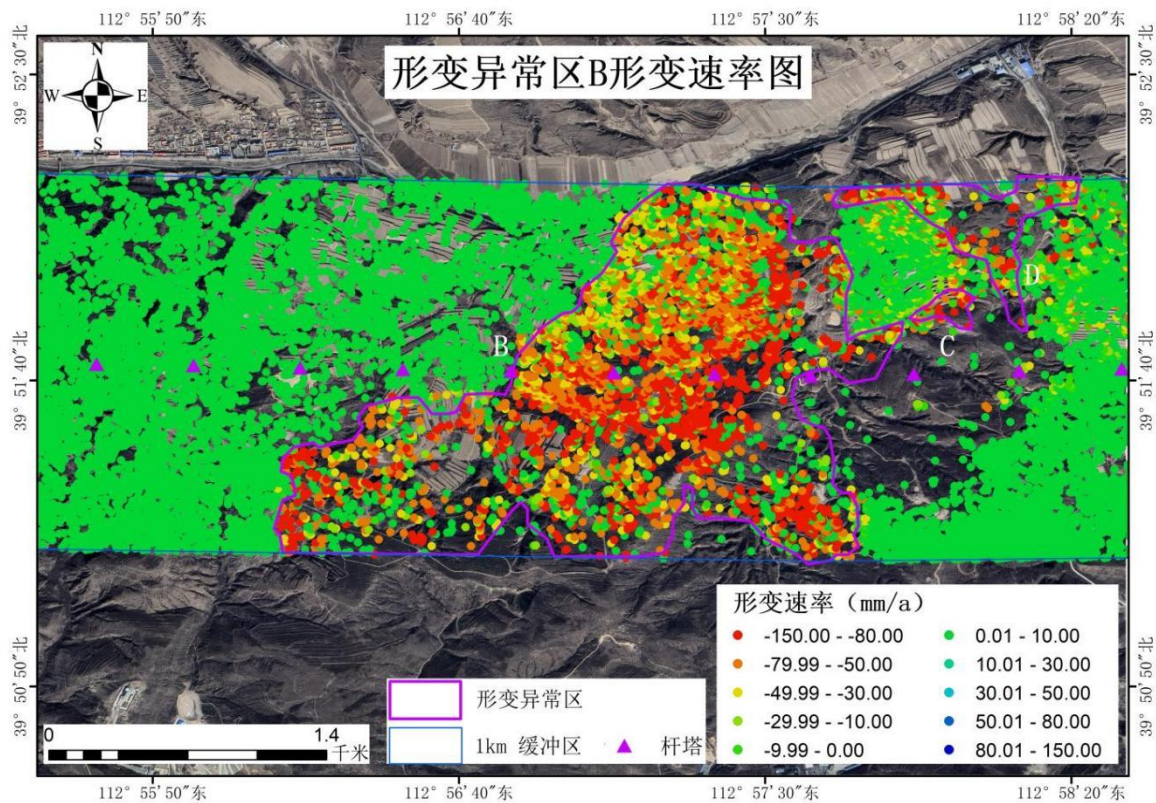 112° 55′50″东
112° 56′40″东
112° 57′30″东
112° 58′20″东
形变异常区B形变速率图
N
W
E
S
39° 52′30″北
39° 52′30″北
B
C
D
39° 51′40″北
39° 51′40″北
39° 50′50″北
39° 50′50″北
形变速率（mm/a）
-150.00 - -80.00
-79.99 - -50.00
-49.99 - -30.00
-29.99 - -10.00
-9.99 - 0.00
0.01 - 10.00
10.01 - 30.00
30.01 - 50.00
50.01 - 80.00
80.01 - 150.00
形变异常区
1km 缓冲区
杆塔
0
1.4
千米
112° 55′50″东
112° 56′40″东
112° 57′30″东
112° 58′20″东